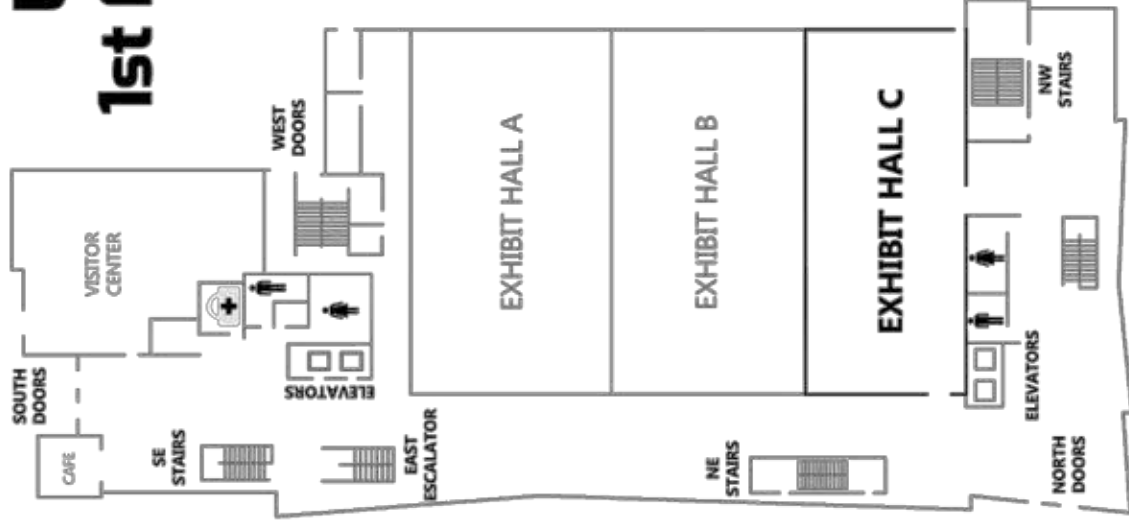 1st
WEST
DOORS
VISITOR
CENTER
SOUTH
DOORS
CAFE
SE
STAIRS
ELEVATORS
EAST
ESCALATOR
EXHIBIT HALL A
EXHIBIT HALL B
EXHIBIT HALL C
NW
STAIRS
NE
STAIRS
ELEVATORS
NORTH
DOORS